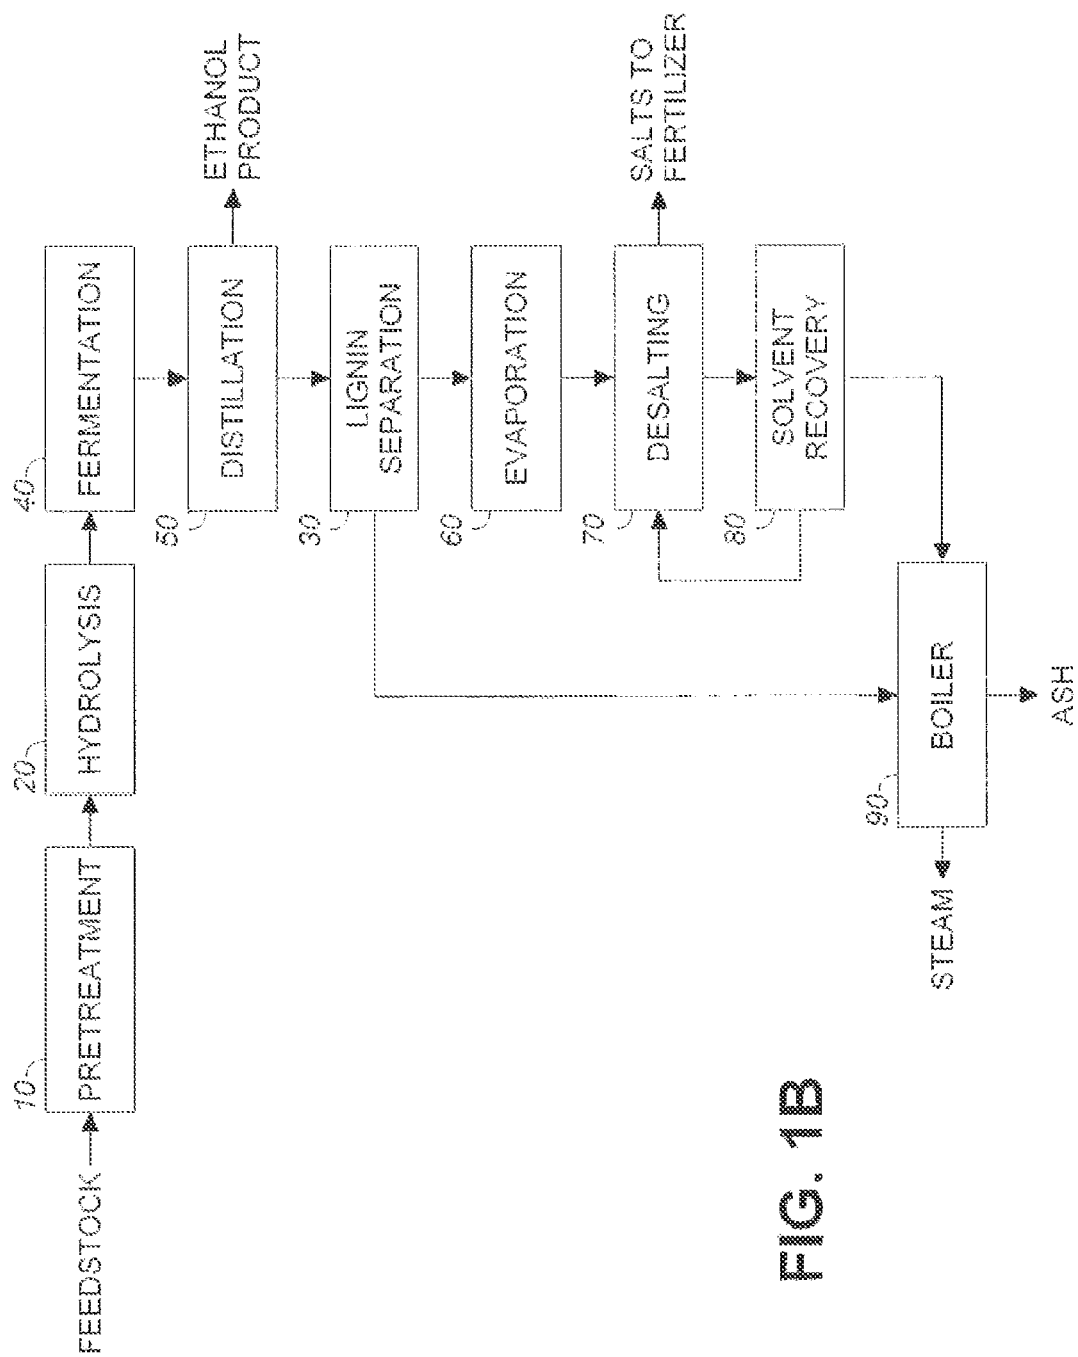 FEEDSTOCK
10
PRETREATMENT
20
HYDROLYSIS
40
FERMENTATION
50
DISTILLATION
ETHANOL
PRODUCT
30
LIGNIN
SEPARATION
60
EVAPORATION
70
DESALTING
SALTS TO
FERTILIZER
80
SOLVENT
RECOVERY
90
BOILER
STEAM
ASH
FIG. 1B